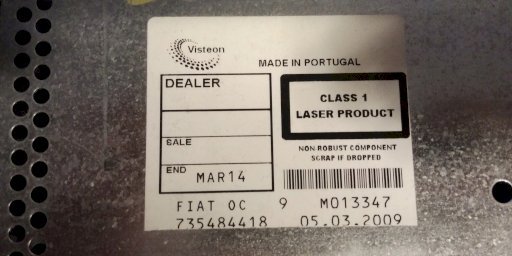 Visteon
MADE IN PORTUGAL
DEALER
CLASS 1
LASER PRODUCT
SALE
NON ROBUST COMPONENT
SCRAP IF DROPPED
END MAR14
FIAT OC 9 M013347
735484418 05.03.2009